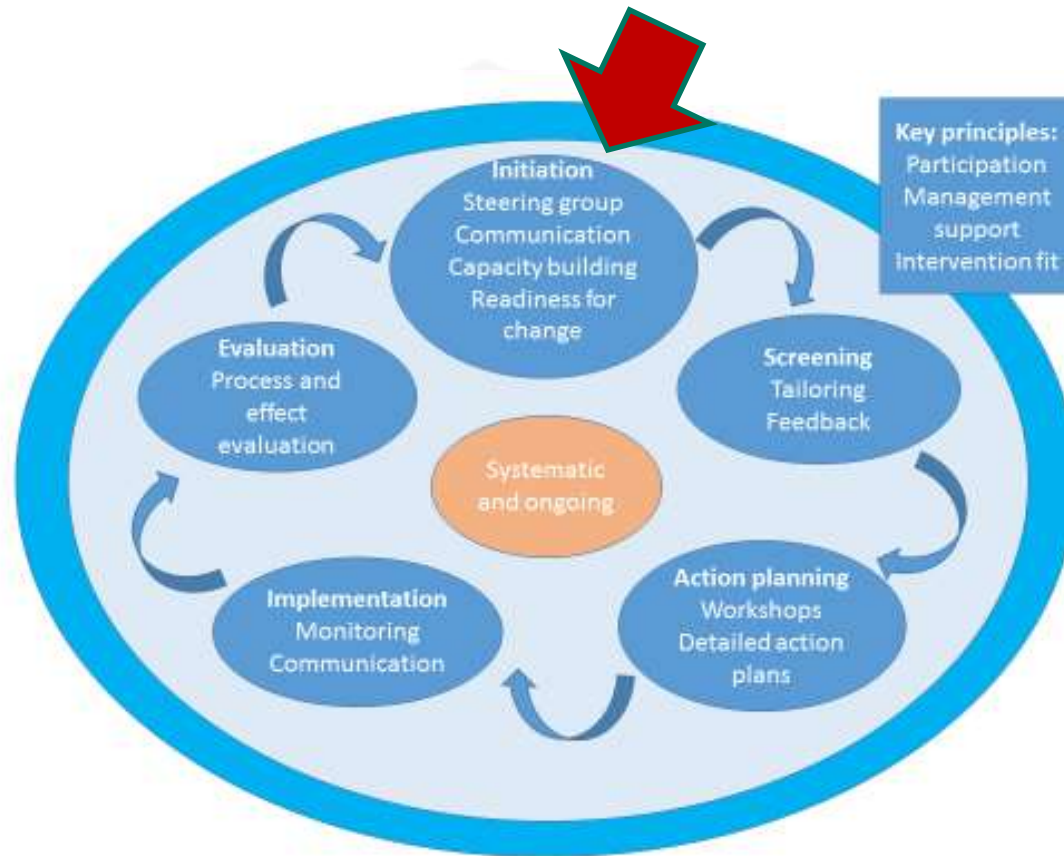 Initiation
Steering group
Communication
Capacity building
Readiness for
change
Key principles:
Participation
Management
support
Intervention fit
Screening
Tailoring
Feedback
Action planning
Workshops
Detailed action
plans
Implementation
Monitoring
Communication
Evaluation
Process and
effect
evaluation
Systematic
and ongoing